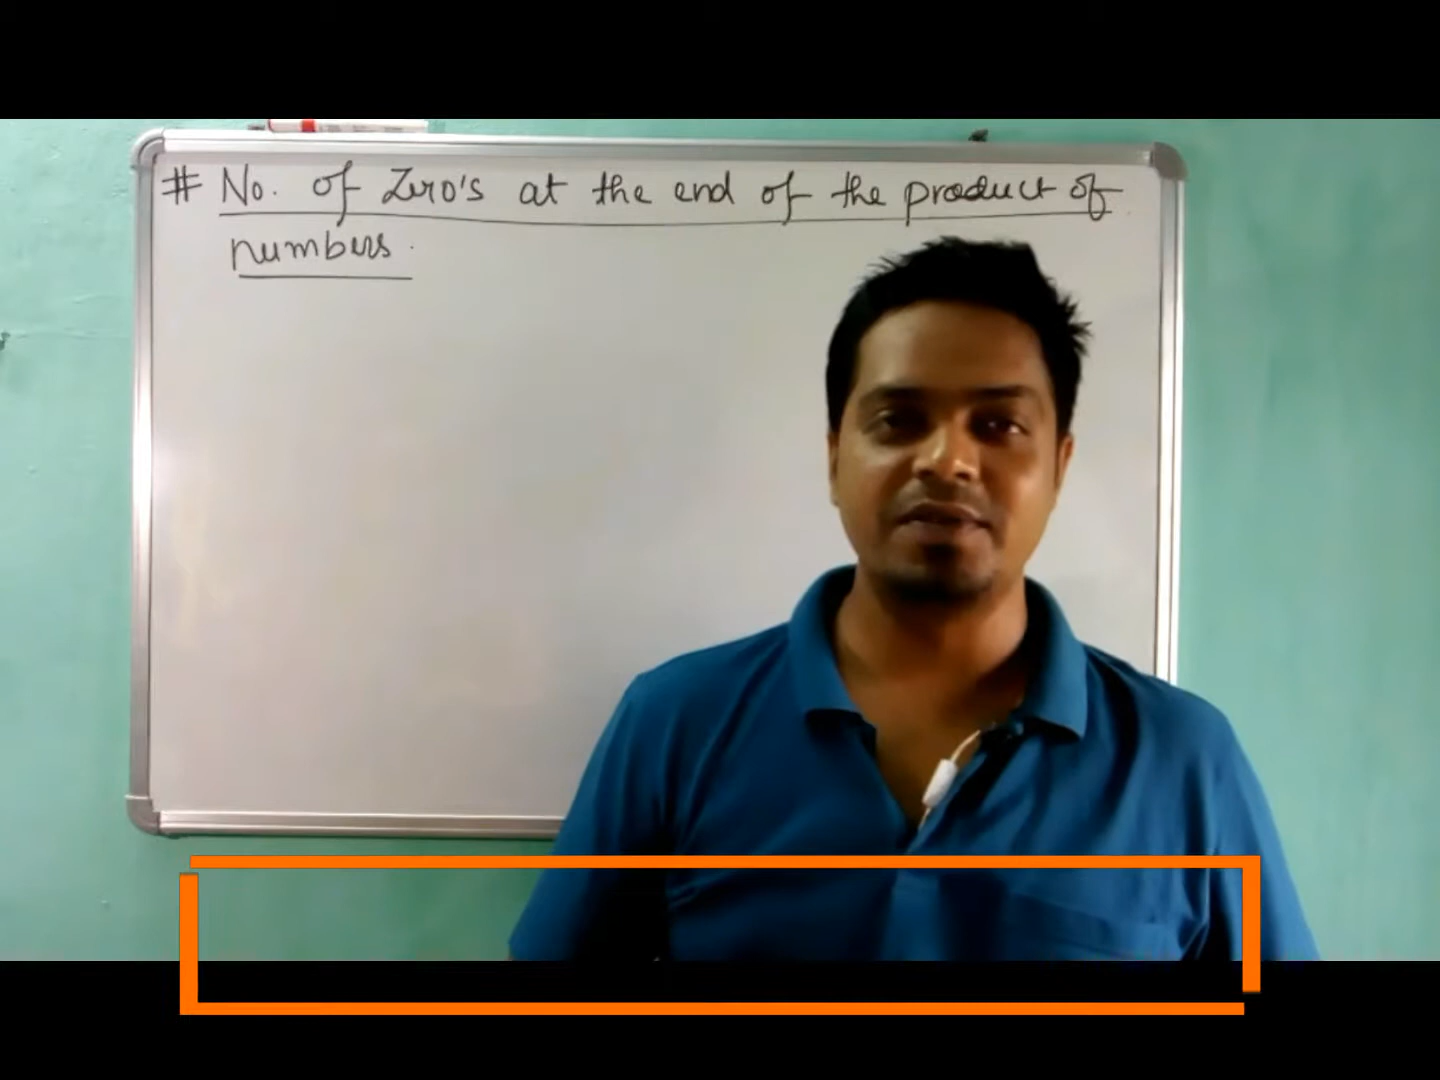 # No. of Zero's at the end of the product of
numbers.